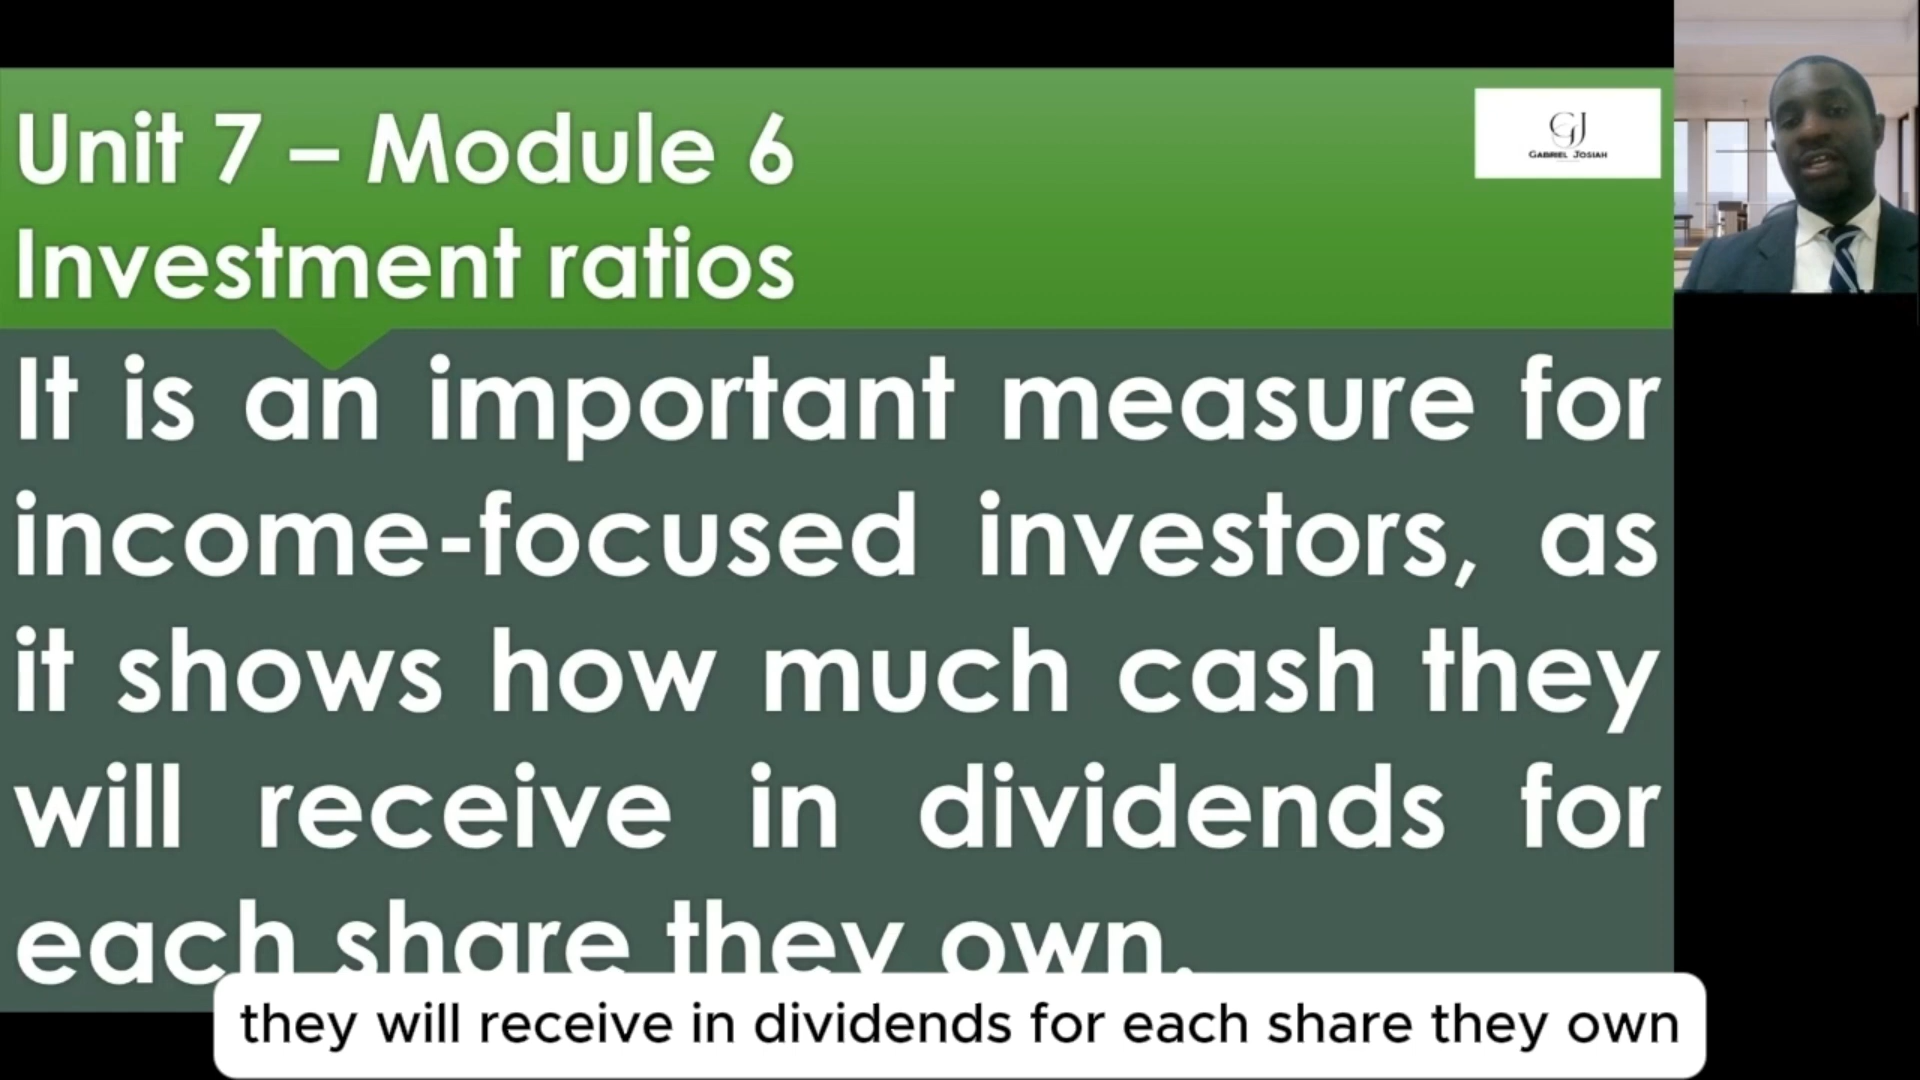 Unit 7 – Module 6
Investment ratios
GJ
GABRIEL JOSIAH
It is an important measure for
income-focused investors, as
it shows how much cash they
will receive in dividends for
each share they own.
they will receive in dividends for each share they own